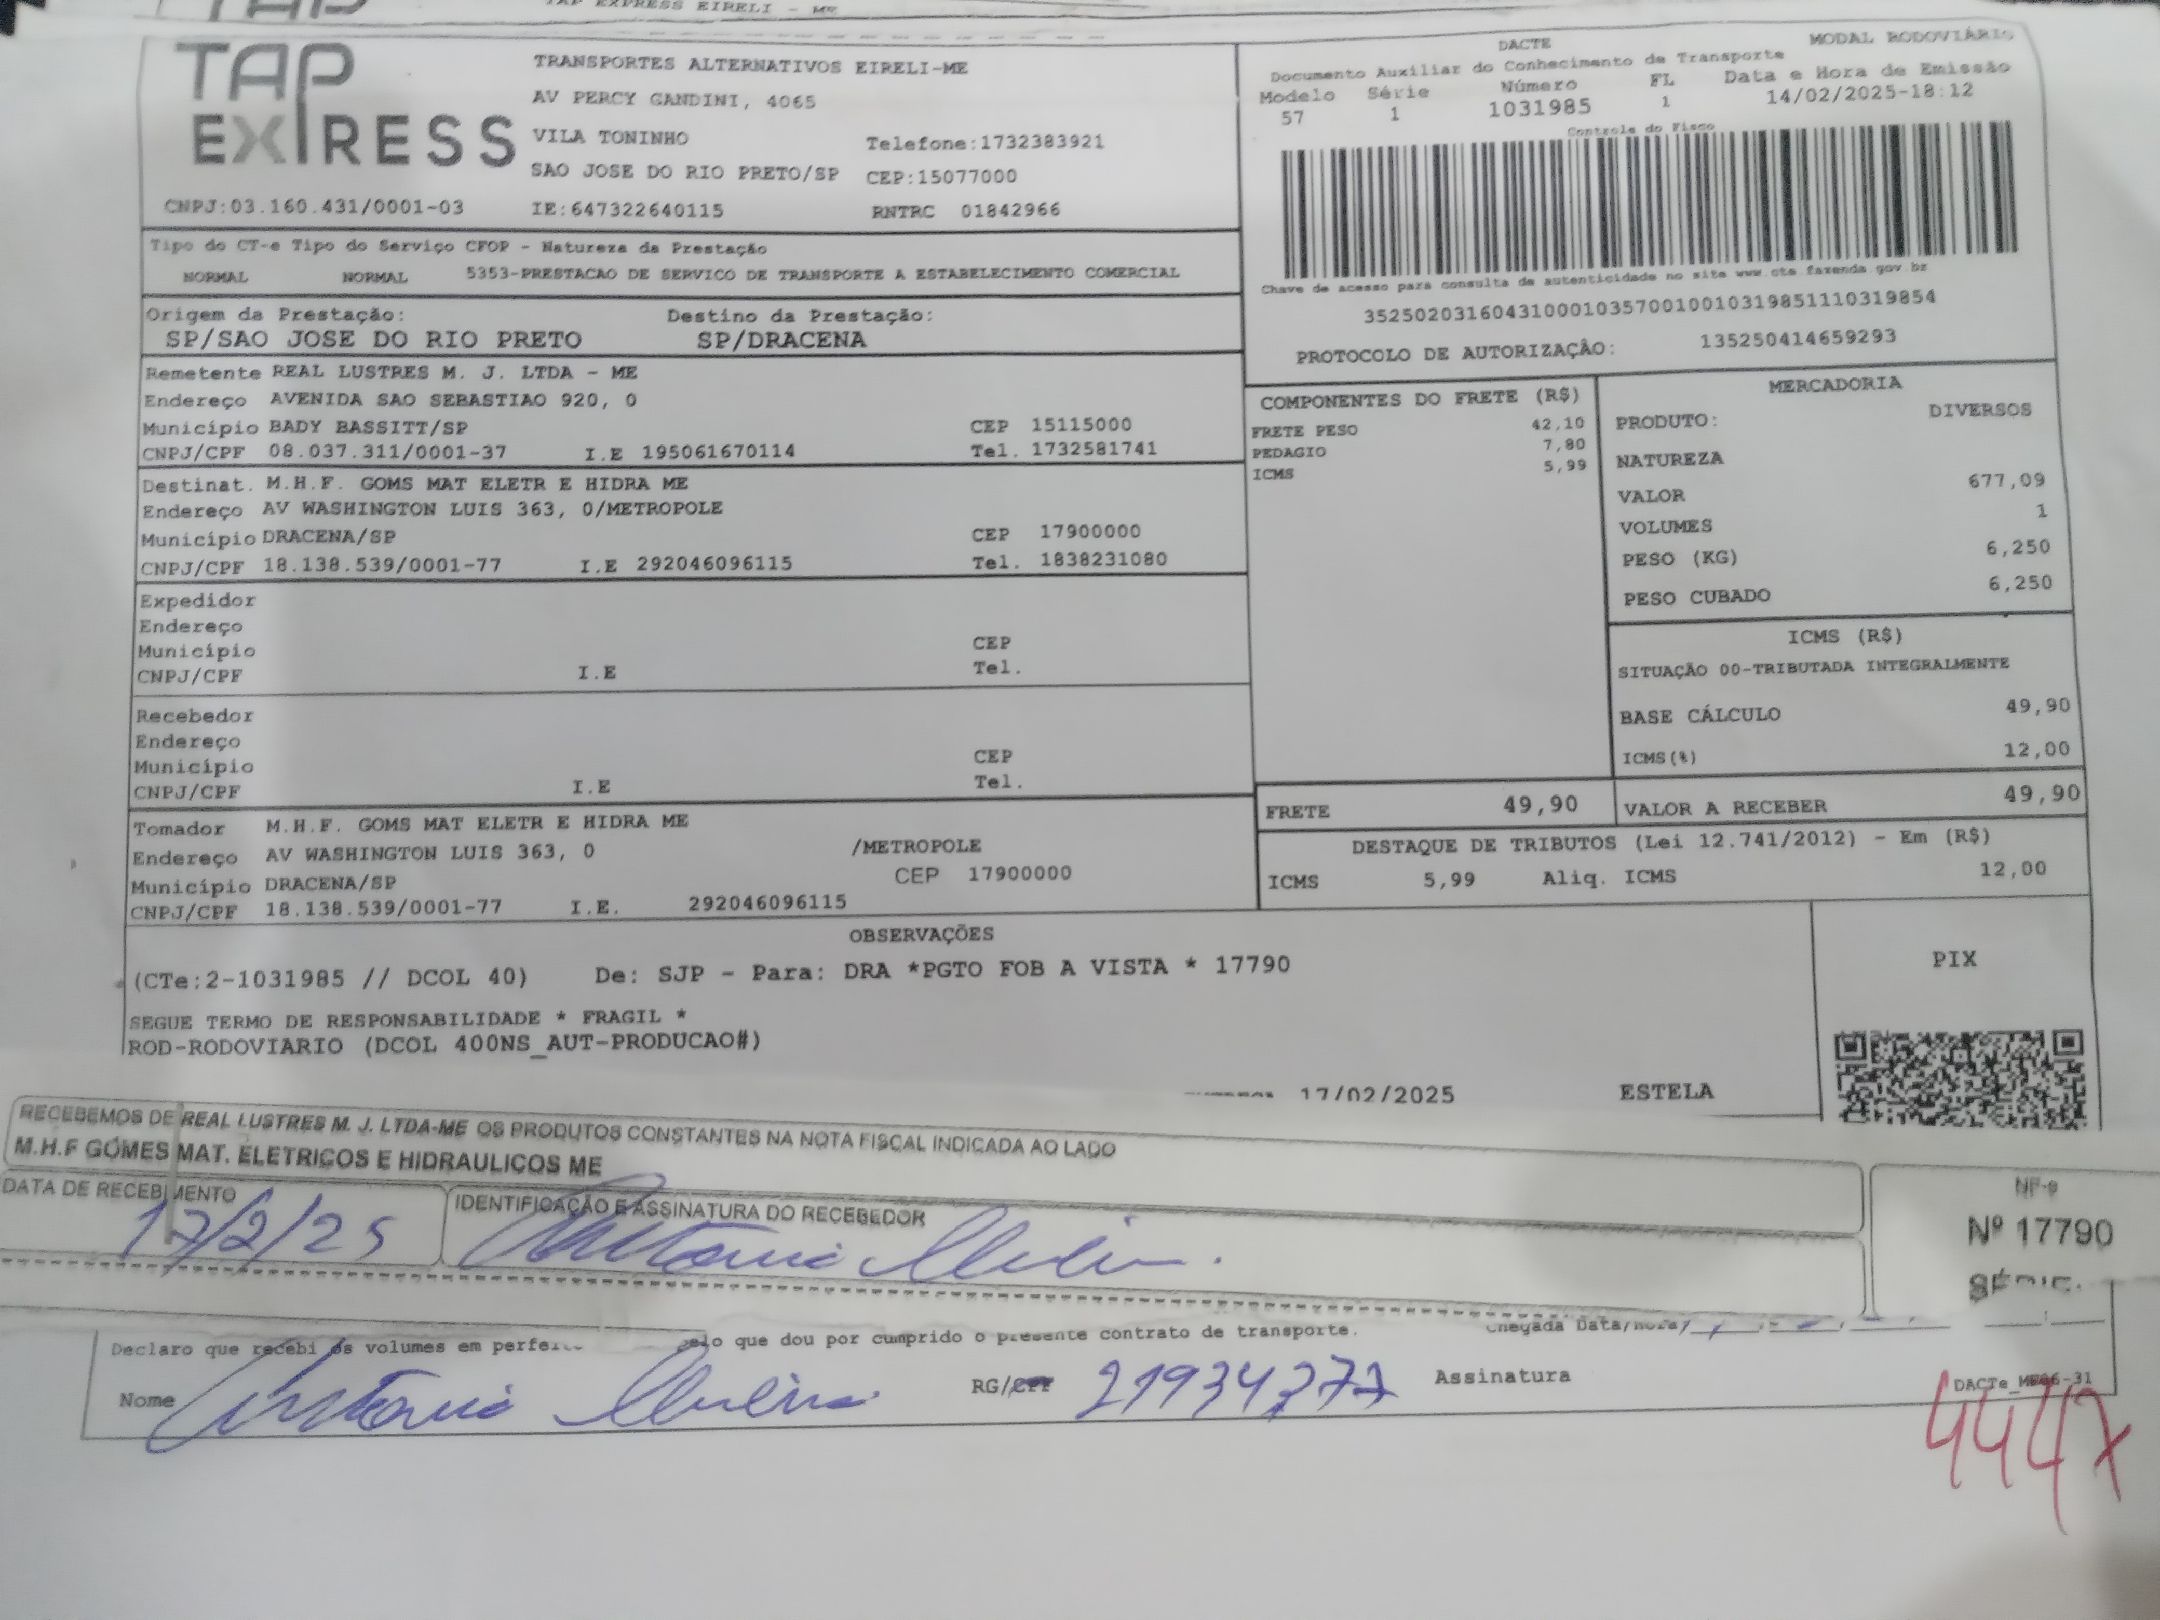 TAP EXPRESS EIRELI - ME
TAP
EXPRESS
TRANSPORTES ALTERNATIVOS EIRELI-ME
AV PERCY GANDINI, 4065
VILA TONINHO Telefone:1732383921
SAO JOSE DO RIO PRETO/SP CEP:15077000
CNPJ:03.160.431/0001-03 IE:647322640115 RNTRC 01842966
DACTE MODAL RODOVIÁRIO
Documento Auxiliar do Conhecimento de Transporte
Modelo Série Número FL Data e Hora de Emissão
57 1 1031985 1 14/02/2025-18:12
Controle do Fisco
Chave de acesso para consulta de autenticidade no site www.cte.fazenda.gov.br
35250203160431000103570010010319851110319854
PROTOCOLO DE AUTORIZAÇÂO: 135250414659293
Tipo do CT-e Tipo do Serviço CFOP - Natureza da Prestação
NORMAL NORMAL 5353-PRESTACAO DE SERVICO DE TRANSPORTE A ESTABELECIMENTO COMERCIAL
Origem da Prestação: Destino da Prestação:
SP/SAO JOSE DO RIO PRETO SP/DRACENA
Remetente REAL LUSTRES M. J. LTDA - ME
Endereço AVENIDA SAO SEBASTIAO 920, 0
Município BADY BASSITT/SP CEP 15115000
CNPJ/CPF 08.037.311/0001-37 I.E 195061670114 Tel. 1732581741
Destinat. M.H.F. GOMS MAT ELETR E HIDRA ME
Endereço AV WASHINGTON LUIS 363, 0/METROPOLE
Município DRACENA/SP CEP 17900000
CNPJ/CPF 18.138.539/0001-77 I.E 292046096115 Tel. 1838231080
Expedidor
Endereço
Município CEP
CNPJ/CPF I.E Tel.
Recebedor
Endereço
Município CEP
CNPJ/CPF I.E Tel.
Tomador M.H.F. GOMS MAT ELETR E HIDRA ME
Endereço AV WASHINGTON LUIS 363, 0 /METROPOLE
Município DRACENA/SP CEP 17900000
CNPJ/CPF 18.138.539/0001-77 I.E. 292046096115
COMPONENTES DO FRETE (R$)
FRETE PESO 42,10
PEDAGIO 7,80
ICMS 5,99
MERCADORIA
PRODUTO: DIVERSOS
NATUREZA
VALOR 677,09
VOLUMES 1
PESO (KG) 6,250
PESO CUBADO 6,250
ICMS (R$)
SITUAÇÃO 00-TRIBUTADA INTEGRALMENTE
BASE CÁLCULO 49,90
ICMS(%) 12,00
FRETE 49,90 VALOR A RECEBER 49,90
DESTAQUE DE TRIBUTOS (Lei 12.741/2012) - Em (R$)
ICMS 5,99 Aliq. ICMS 12,00
OBSERVAÇÕES
(CTe:2-1031985 // DCOL 40) De: SJP - Para: DRA *PGTO FOB A VISTA * 17790
SEGUE TERMO DE RESPONSABILIDADE * FRAGIL *
ROD-RODOVIARIO (DCOL 400NS_AUT-PRODUCAO#)
17/02/2025 ESTELA
PIX
RECEBEMOS DE REAL LUSTRES M. J. LTDA-ME OS PRODUTOS CONSTANTES NA NOTA FISCAL INDICADA AO LADO
M.H.F GOMES MAT. ELETRICOS E HIDRAULICOS ME
DATA DE RECEBIMENTO IDENTIFICAÇÃO E ASSINATURA DO RECEBEDOR
17/2/25 Antonio
NF-e
Nº 17790
SÉRIE:
Declaro que recebi os volumes em perfei que dou por cumprido o presente contrato de transporte. Chegada Data/Hora
Nome Antonio RG/CPF 21934377 Assinatura
DACTe_
4447